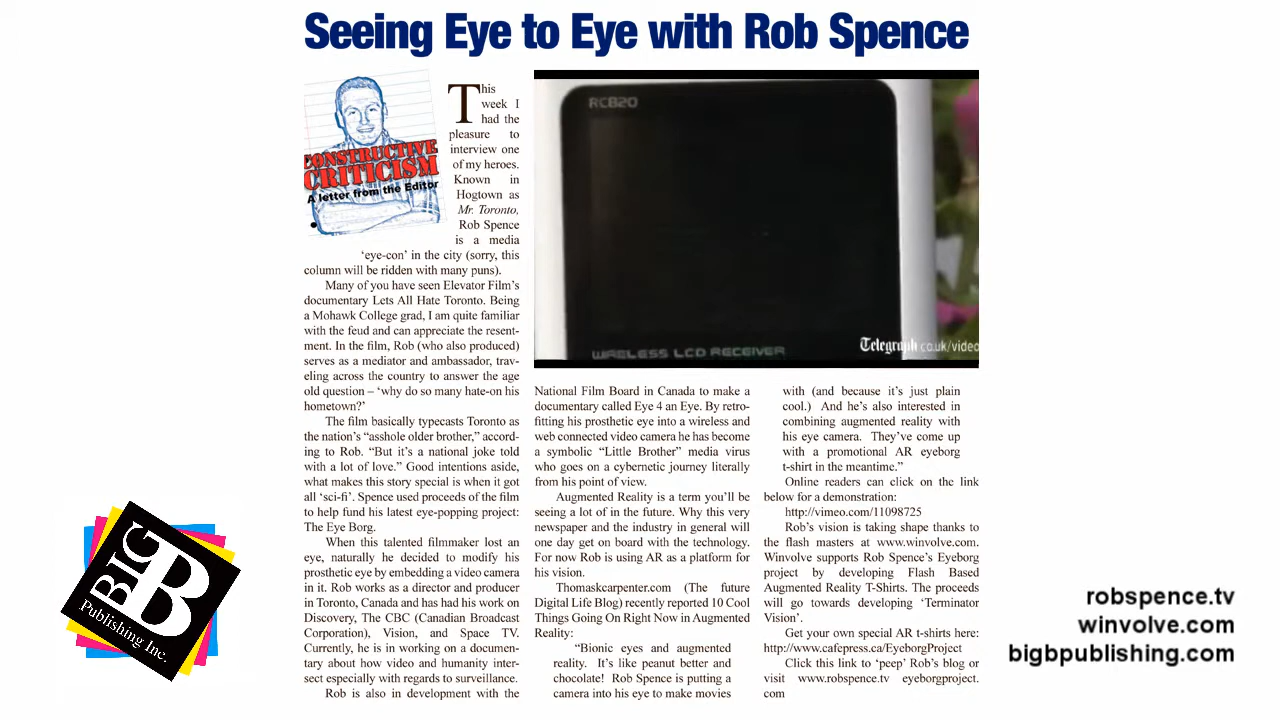 Seeing Eye to Eye with Rob Spence
CONSTRUCTIVE
CRITICISM
A letter from the Editor
This
week I
had the
pleasure to
interview one
of my heroes.
Known in
Hogtown as
Mr. Toronto,
Rob Spence
is a media
‘eye-con’ in the city (sorry, this
column will be ridden with many puns).
Many of you have seen Elevator Film’s
documentary Lets All Hate Toronto. Being
a Mohawk College grad, I am quite familiar
with the feud and can appreciate the resent-
ment. In the film, Rob (who also produced)
serves as a mediator and ambassador, trav-
eling across the country to answer the age
old question – ‘why do so many hate-on his
hometown?’
The film basically typecasts Toronto as
the nation’s “asshole older brother,” accord-
ing to Rob. “But it’s a national joke told
with a lot of love.” Good intentions aside,
what makes this story special is when it got
all ‘sci-fi’. Spence used proceeds of the film
to help fund his latest eye-popping project:
The Eye Borg.
When this talented filmmaker lost an
eye, naturally he decided to modify his
prosthetic eye by embedding a video camera
in it. Rob works as a director and producer
in Toronto, Canada and has had his work on
Discovery, The CBC (Canadian Broadcast
Corporation), Vision, and Space TV.
Currently, he is in working on a documen-
tary about how video and humanity inter-
sect especially with regards to surveillance.
Rob is also in development with the
RC820
WIRELESS LCD RECEIVER
Telegraph.co.uk/video
National Film Board in Canada to make a
documentary called Eye 4 an Eye. By retro-
fitting his prosthetic eye into a wireless and
web connected video camera he has become
a symbolic “Little Brother” media virus
who goes on a cybernetic journey literally
from his point of view.
Augmented Reality is a term you’ll be
seeing a lot of in the future. Why this very
newspaper and the industry in general will
one day get on board with the technology.
For now Rob is using AR as a platform for
his vision.
Thomaskcarpenter.com (The future
Digital Life Blog) recently reported 10 Cool
Things Going On Right Now in Augmented
Reality:
“Bionic eyes and augmented
reality. It’s like peanut better and
chocolate! Rob Spence is putting a
camera into his eye to make movies
with (and because it’s just plain
cool.) And he’s also interested in
combining augmented reality with
his eye camera. They’ve come up
with a promotional AR eyeborg
t-shirt in the meantime.”
Online readers can click on the link
below for a demonstration:
http://vimeo.com/11098725
Rob’s vision is taking shape thanks to
the flash masters at www.winvolve.com.
Winvolve supports Rob Spence’s Eyeborg
project by developing Flash Based
Augmented Reality T-Shirts. The proceeds
will go towards developing ‘Terminator
Vision’.
Get your own special AR t-shirts here:
http://www.cafepress.ca/EyeborgProject
Click this link to ‘peep’ Rob’s blog or
visit www.robspence.tv eyeborgproject.
com
BIG
B
Publishing Inc.
robspence.tv
winvolve.com
bigbpublishing.com